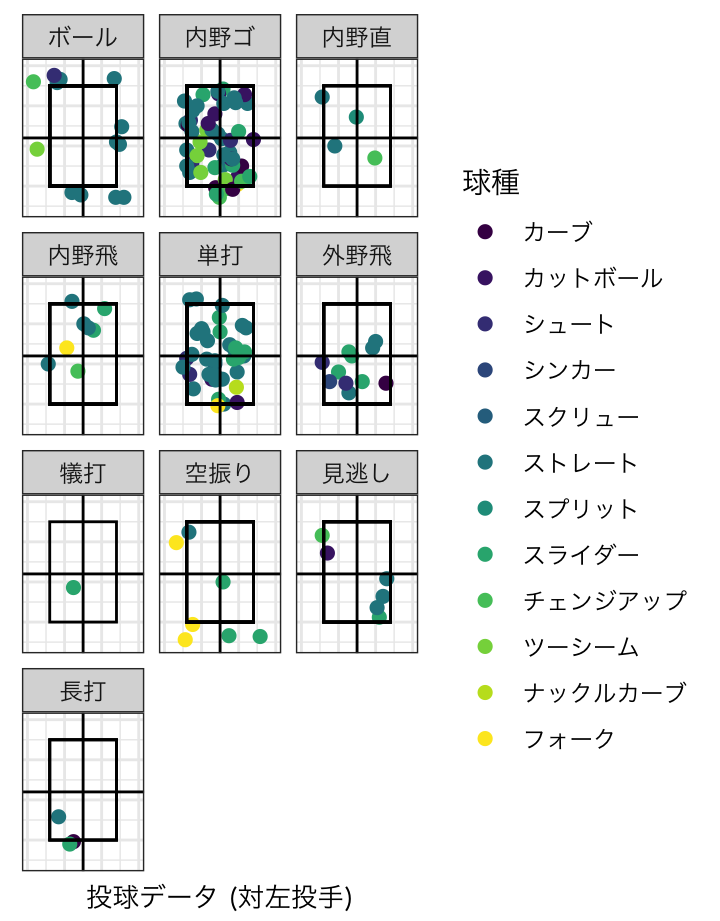 ボール
内野ゴ
内野直
内野飛
単打
外野飛
犠打
空振り
見逃し
長打
投球データ (対左投手)
球種
カーブ
カットボール
シュート
シンカー
スクリュー
ストレート
スプリット
スライダー
チェンジアップ
ツーシーム
ナックルカーブ
フォーク